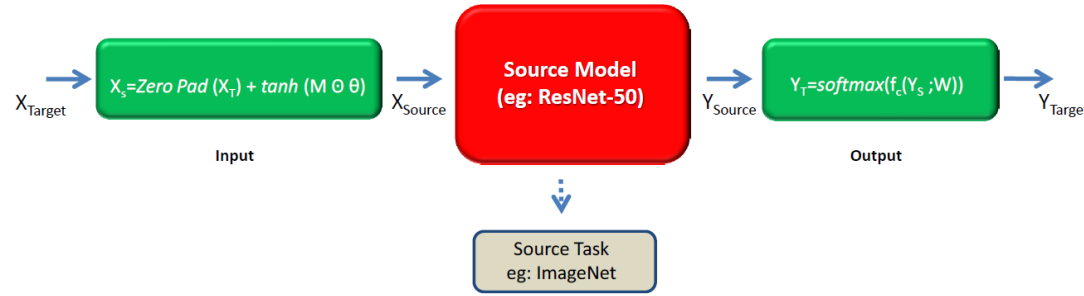 X_s=Zero Pad (X_T) + tanh (M ʘ θ)
Source Model
(eg: ResNet-50)
Y_T=softmax(f_c(Y_S ;W))
X_Target
X_Source
Y_Source
Y_Target
Input
Output
Source Task
eg: ImageNet